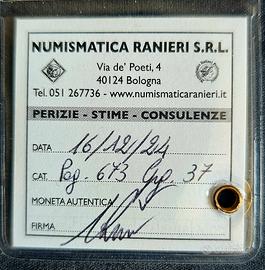 NUMISMATICA RANIERI S.R.L.
Via de' Poeti, 4
40124 Bologna
Tel. 051 267736 - www.numismaticaranieri.it
PERIZIE - STIME - CONSULENZE
DATA 16/12/24
CAT. Pag. 673 Grp. 37
MONETA AUTENTICA
FIRMA